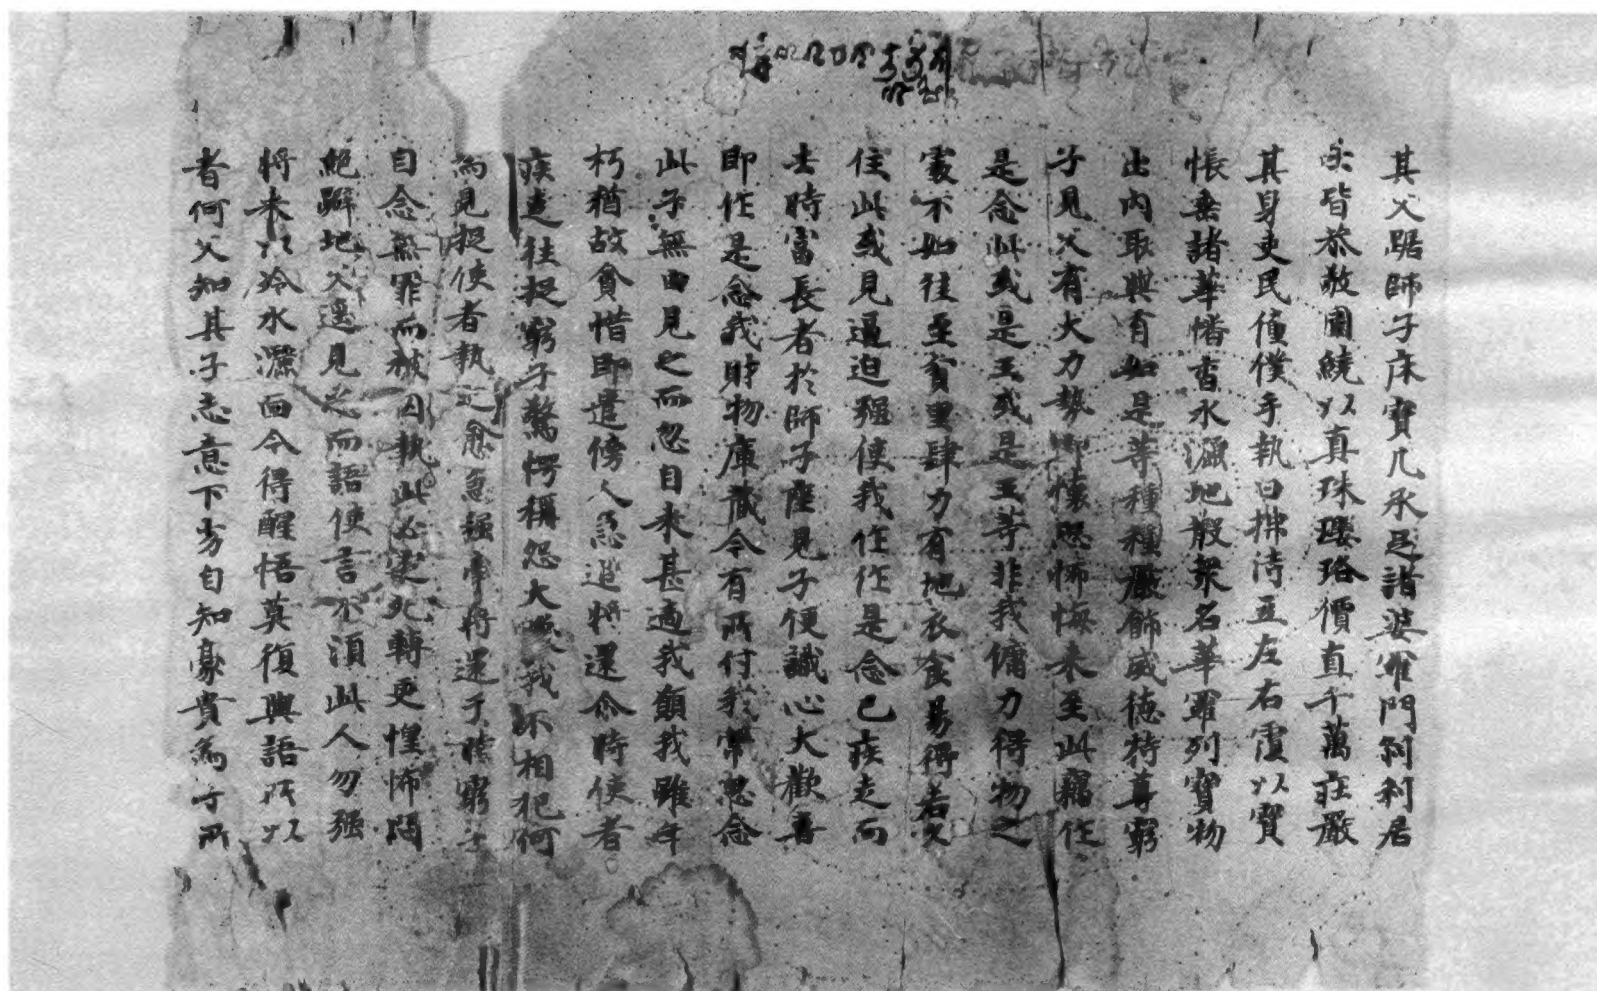 其父踞師子床寶几承足諸婆羅門剎利居
士皆恭敬圍繞以真珠瓔珞價直千萬莊嚴
其身吏民僮僕手執白拂侍立左右覆以寶
帳垂諸華幡香水灑地散眾名華羅列寶物
出內取與有如是等種種嚴飾威德特尊窮
子見父有大力勢即懷恐怖悔來至此竊作
是念此或是王或是王等非我傭力得物之
處不如往至貧里肆力有地衣食易得若久
住此或見逼迫強使我作作是念已疾走而
去時富長者於師子座見子便識心大歡喜
即作是念我財物庫藏今有所付我常思念
此子無由見之而忽自來甚適我願我雖年
朽猶故貪惜即遣傍人急追將還尒時使者
疾走往捉窮子驚愕稱怨大喚我不相犯何
為見捉使者執之愈急強牽將還于時窮子
自念無罪而被囚執此必定死轉更惶怖悶
絕躃地父遙見之而語使言不須此人勿强
將來以冷水灑面令得醒悟莫復與語所以
者何父知其子志意下劣自知豪貴為子所